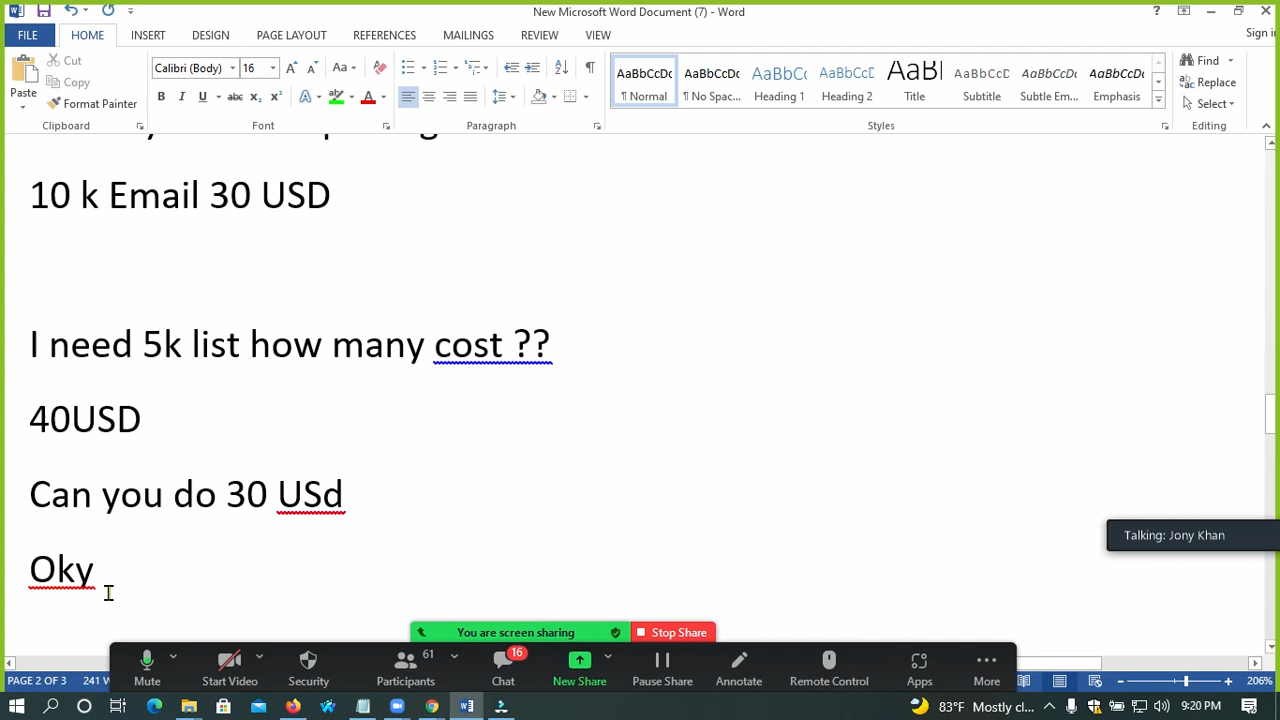 New Microsoft Word Document (7) - Word
FILE HOME INSERT DESIGN PAGE LAYOUT REFERENCES MAILINGS REVIEW VIEW Sign in
Paste
Cut
Copy
Format Painter
Clipboard
Calibri (Body) 16
Font
Paragraph
AaBbCcDc AaBbCcDc AaBbCc AaBbCcD AaBl AaBbCcD AaBbCcDc AaBbCcDc
¶ Normal ¶ No Spac... Heading 1 Heading 2 Title Subtitle Subtle Em... Emphasis
Styles
Find
Replace
Select
Editing
10 k Email 30 USD
I need 5k list how many cost ??
40USD
Can you do 30 USd
Oky
Talking: Jony Khan
You are screen sharing Stop Share
61 16
Mute Start Video Security Participants Chat New Share Pause Share Annotate Remote Control Apps More
PAGE 2 OF 3 241 W 206%
83°F Mostly cl... 9:20 PM